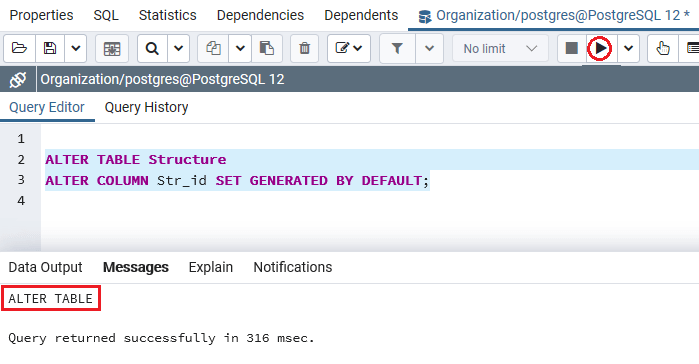 Properties SQL Statistics Dependencies Dependents Organization/postgres@PostgreSQL 12 *
No limit
Organization/postgres@PostgreSQL 12
Query Editor Query History
1
2 ALTER TABLE Structure
3 ALTER COLUMN Str_id SET GENERATED BY DEFAULT;
4
Data Output Messages Explain Notifications
ALTER TABLE
Query returned successfully in 316 msec.